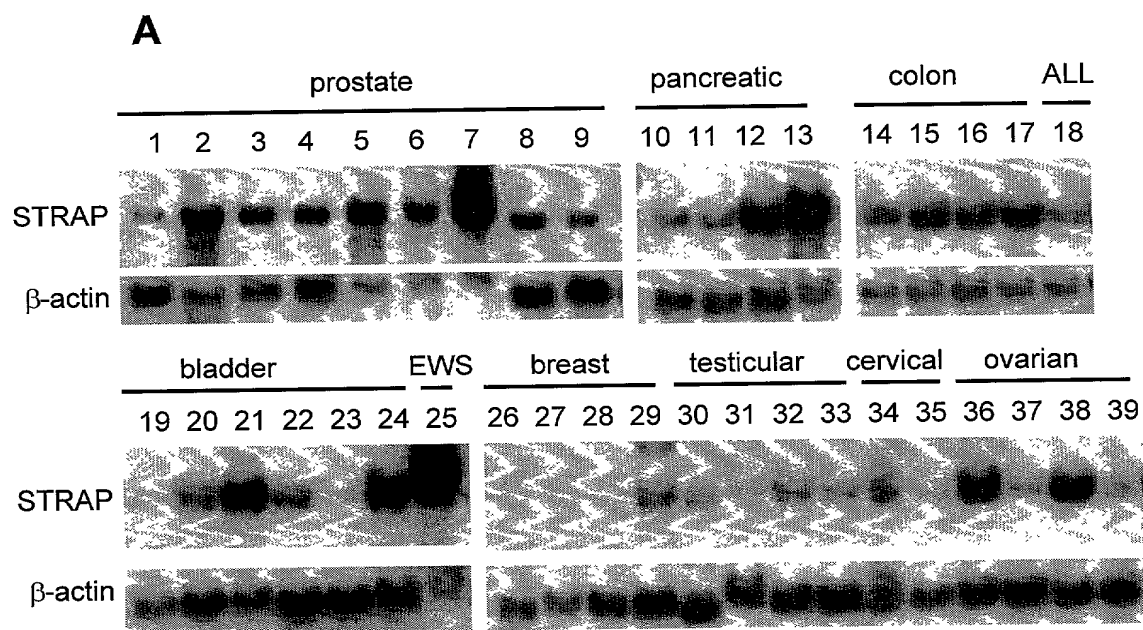 A
prostate pancreatic colon ALL
1 2 3 4 5 6 7 8 9 10 11 12 13 14 15 16 17 18
STRAP
β-actin
bladder EWS breast testicular cervical ovarian
19 20 21 22 23 24 25 26 27 28 29 30 31 32 33 34 35 36 37 38 39
STRAP
β-actin